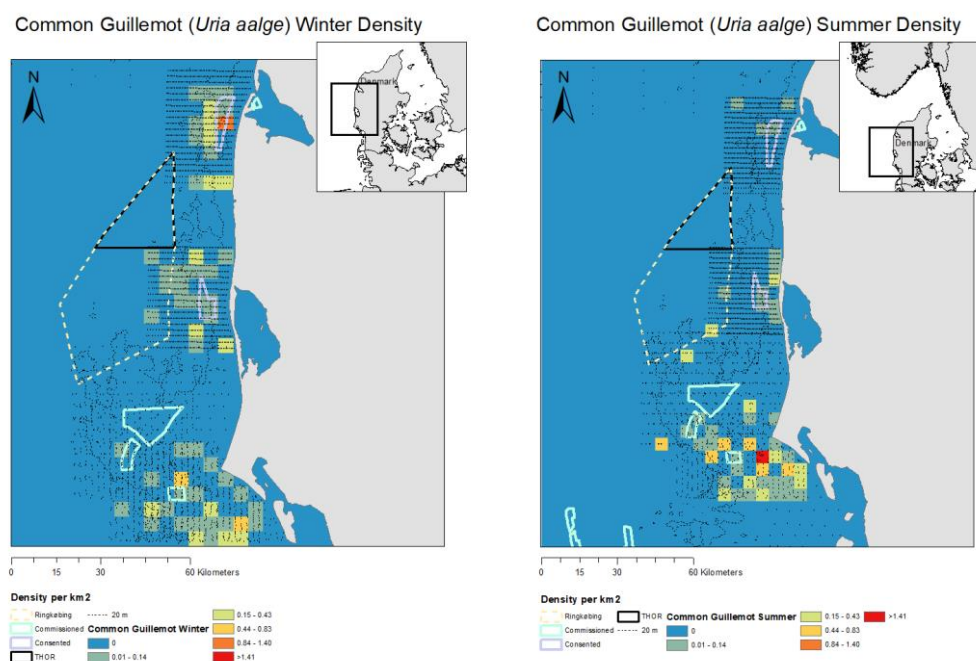 Common Guillemot (Uria aalge) Winter Density
N
Denmark
0 15 30 60 Kilometers
Density per km2
Ringkøbing
Commissioned
Consented
THOR
20 m
Common Guillemot Winter
0
0.01 - 0.14
0.15 - 0.43
0.44 - 0.83
0.84 - 1.40
>1.41
Common Guillemot (Uria aalge) Summer Density
N
Denmark
0 15 30 60 Kilometers
Density per km2
Ringkøbing
Commissioned
Consented
THOR
20 m
Common Guillemot Summer
0
0.01 - 0.14
0.15 - 0.43
0.44 - 0.83
0.84 - 1.40
>1.41